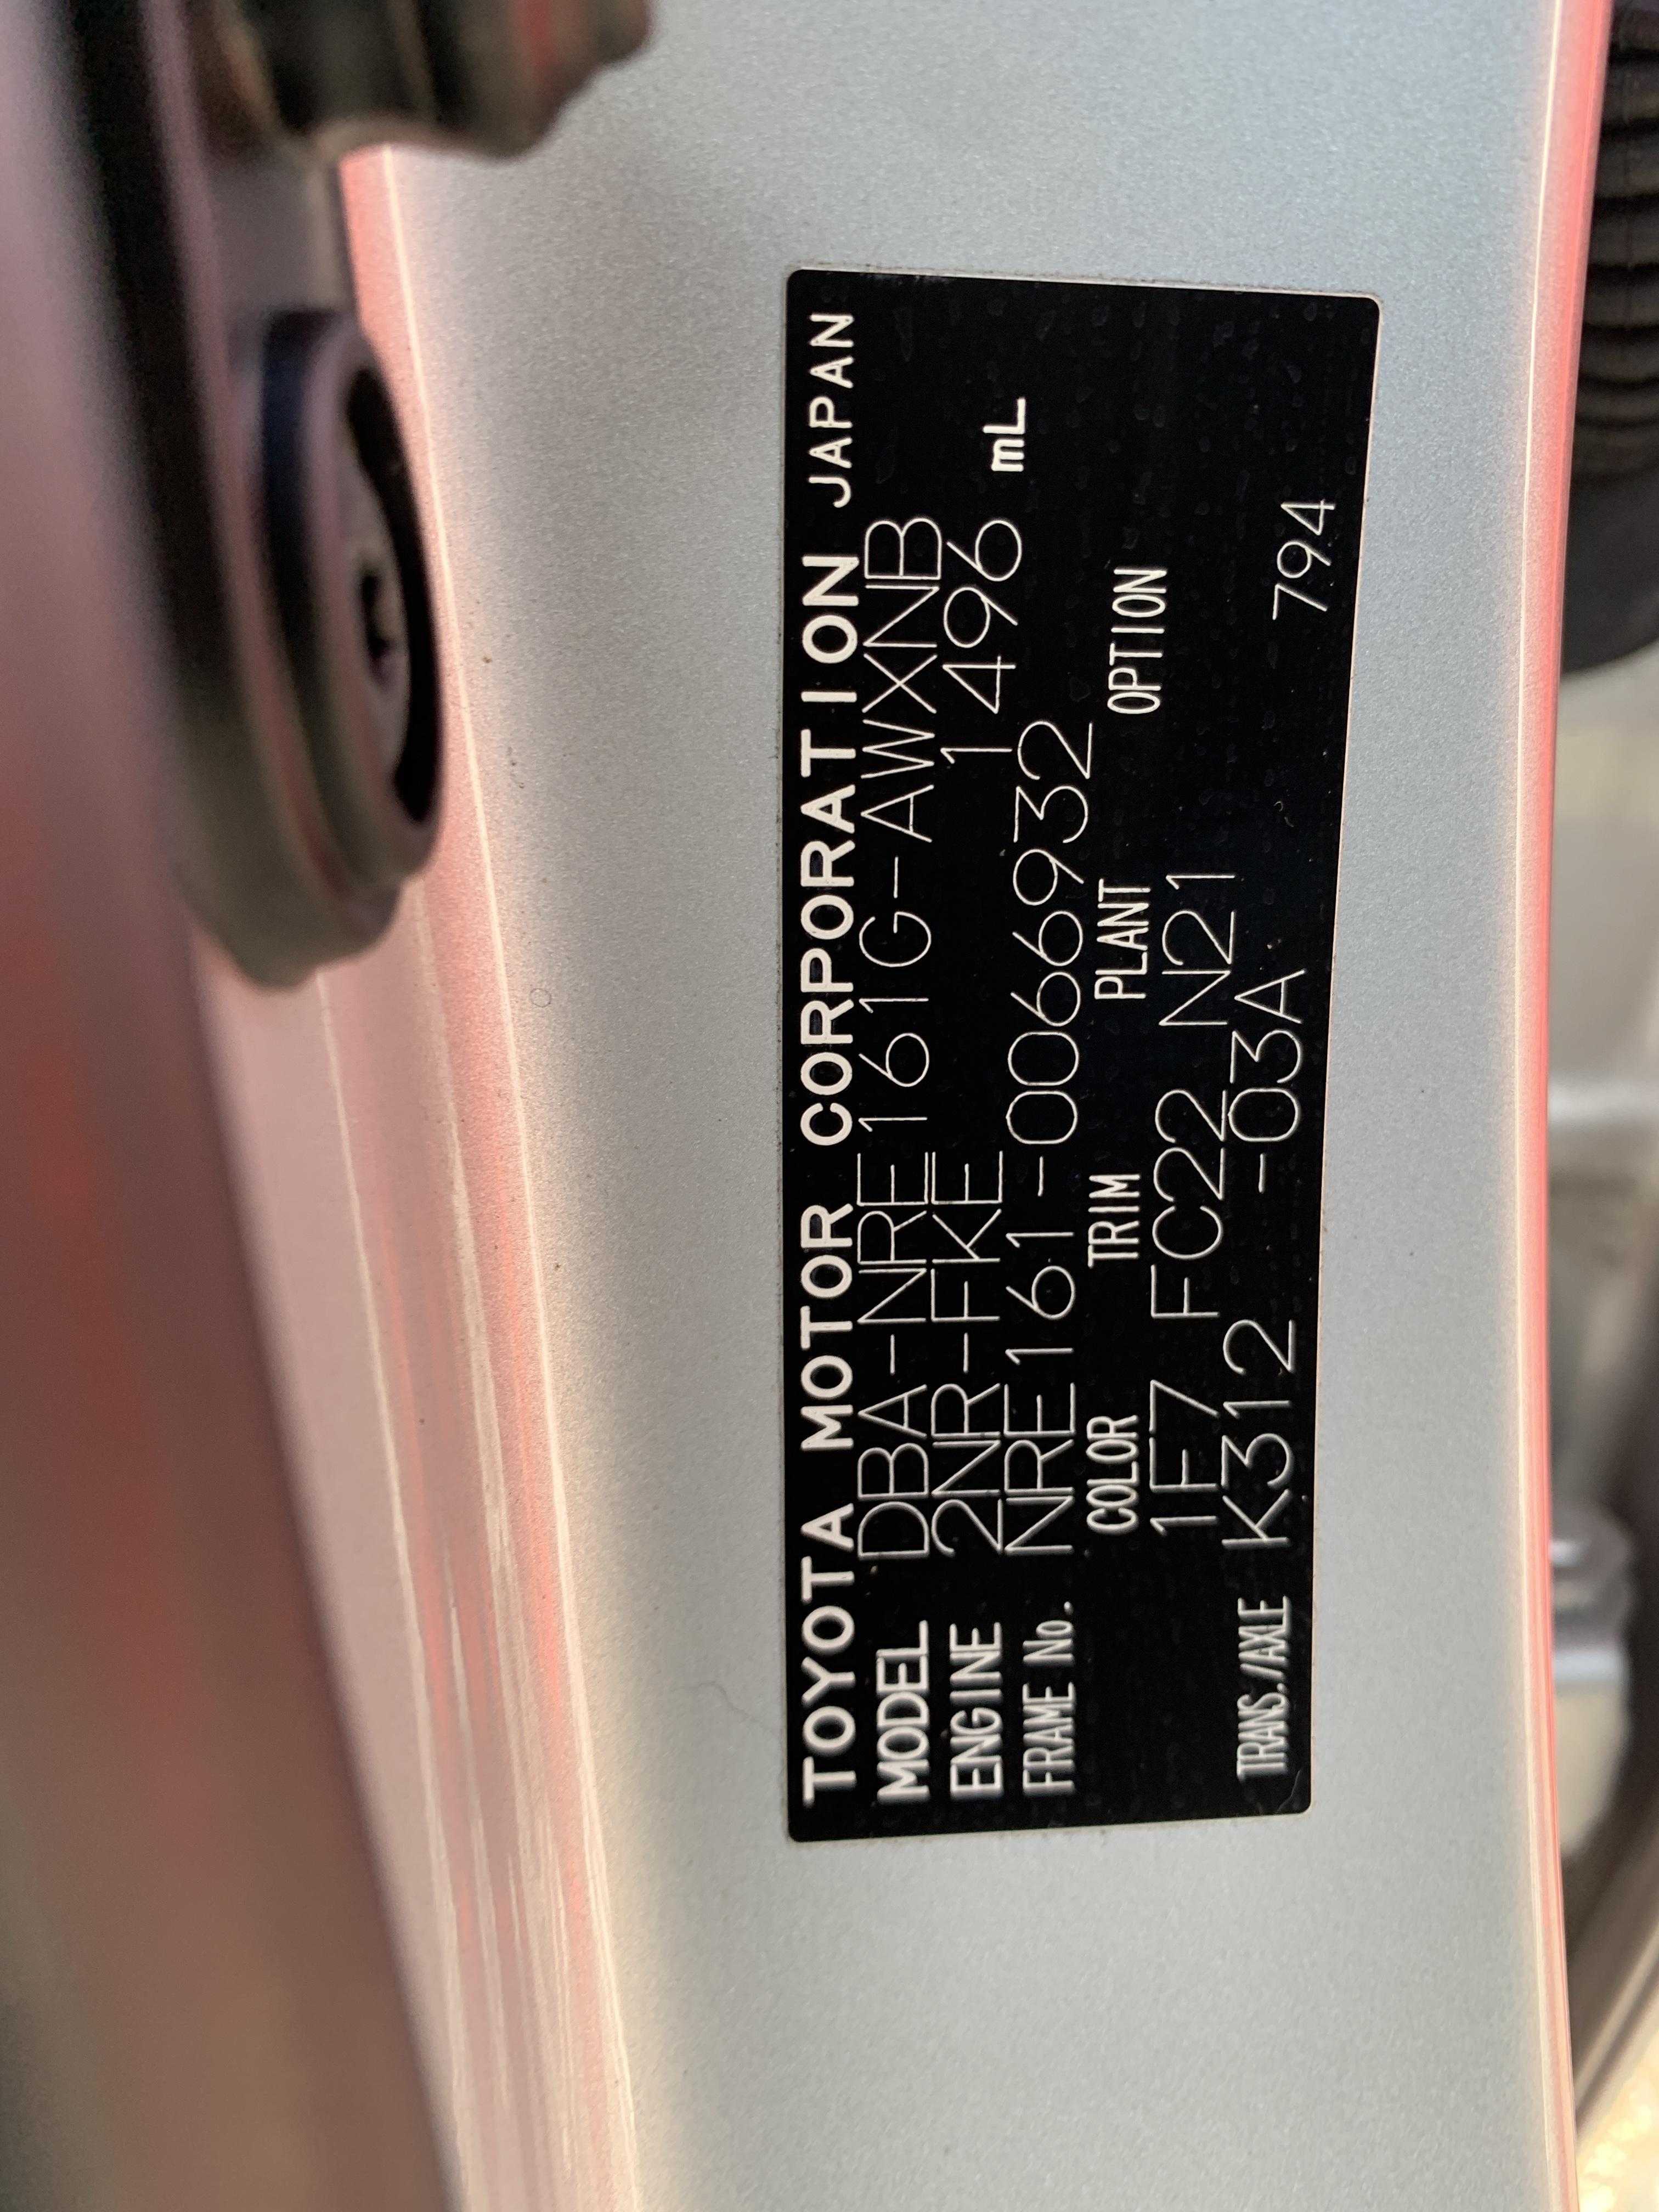 TOYOTA MOTOR CORPORATION JAPAN
MODEL DBA-NRE161G-AWXNB
ENGINE 2NR-FKE 1496 mL
FRAME No. NRE161-0066932
COLOR TRIM PLANT OPTION
1F7 FC22 N21
TRANS./AXLE K312 -03A 794